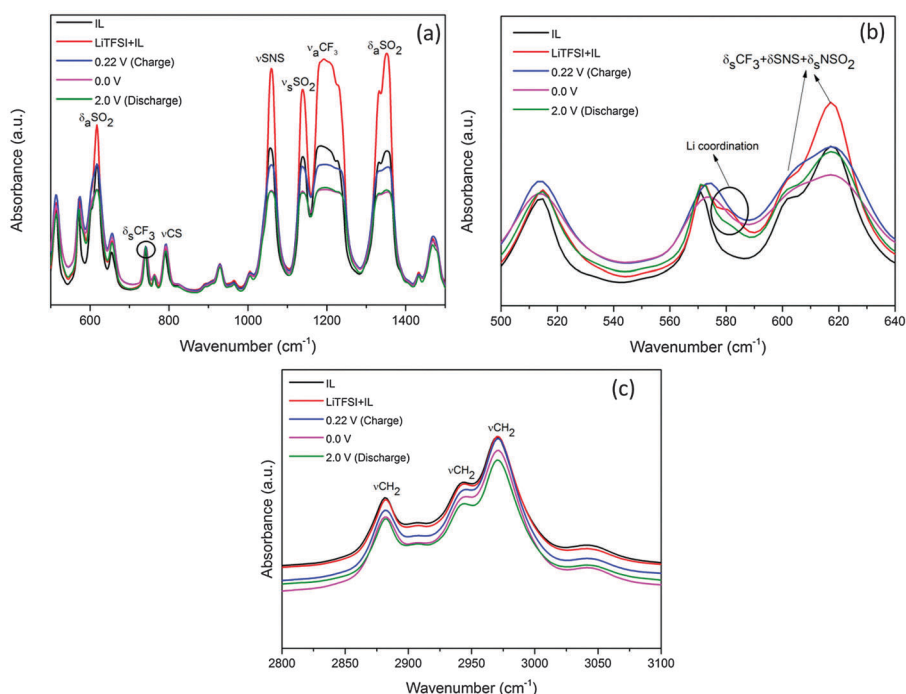 (a)
IL
LiTFSI+IL
0.22 V (Charge)
0.0 V
2.0 V (Discharge)
δaSO2
δsCF3
νCS
νSNS
νsSO2
νaCF3
δaSO2
Absorbance (a.u.)
600 800 1000 1200 1400
Wavenumber (cm-1)
(b)
IL
LiTFSI+IL
0.22 V (Charge)
0.0 V
2.0 V (Discharge)
δsCF3+δSNS+δsNSO2
Li coordination
Absorbance (a.u.)
500 520 540 560 580 600 620 640
Wavenumber (cm-1)
(c)
IL
LiTFSI+IL
0.22 V (Charge)
0.0 V
2.0 V (Discharge)
νCH2
νCH2
νCH2
Absorbance (a.u.)
2800 2850 2900 2950 3000 3050 3100
Wavenumber (cm-1)